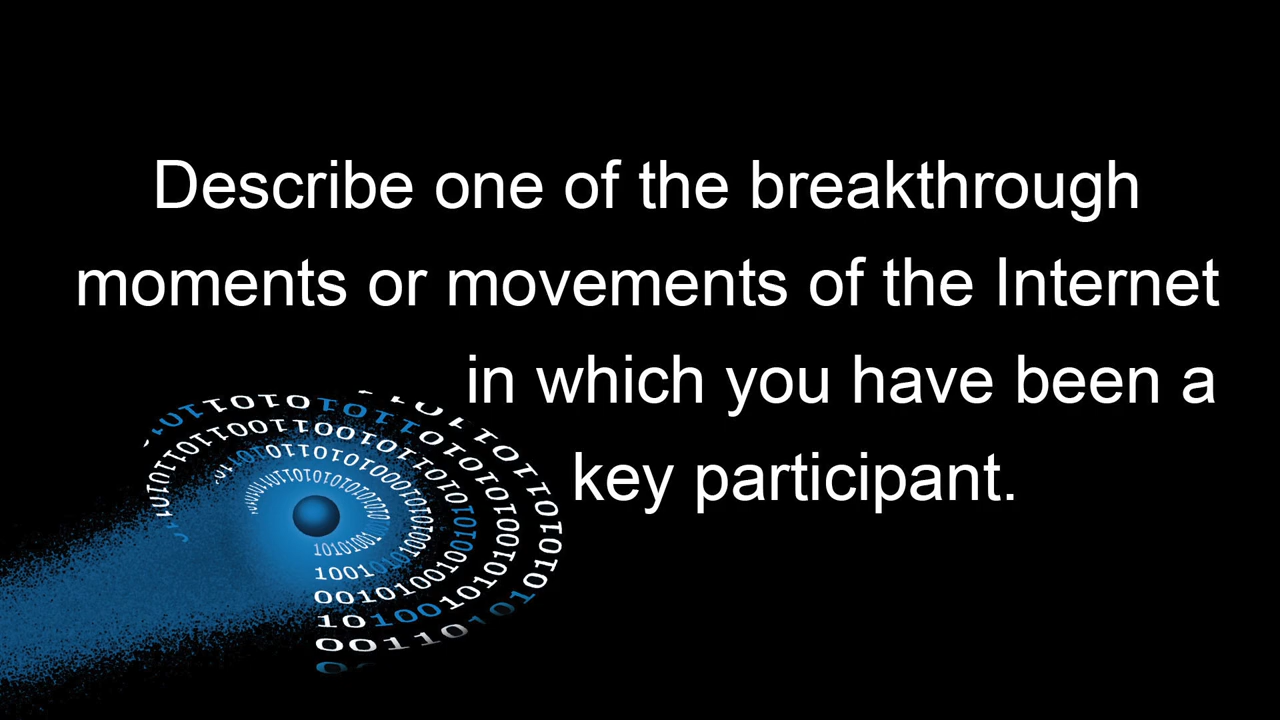 Describe one of the breakthrough
moments or movements of the Internet
in which you have been a
key participant.